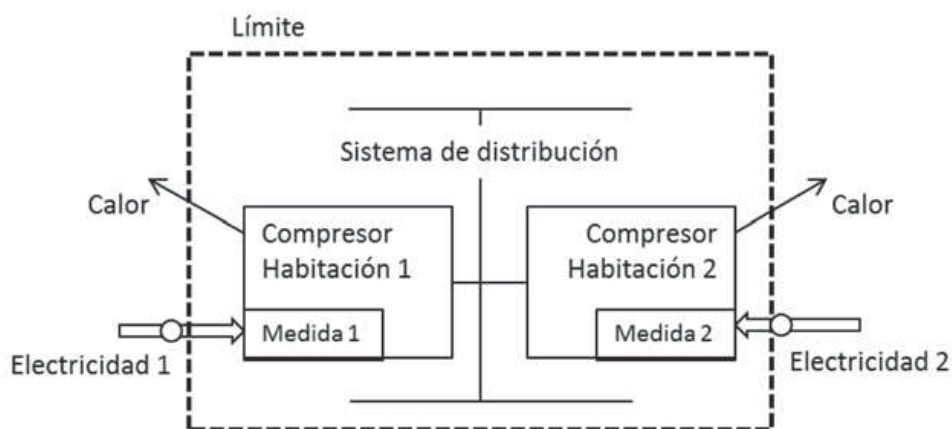 Límite
Sistema de distribución
Calor
Calor
Compresor
Habitación 1
Compresor
Habitación 2
Medida 1
Medida 2
Electricidad 1
Electricidad 2